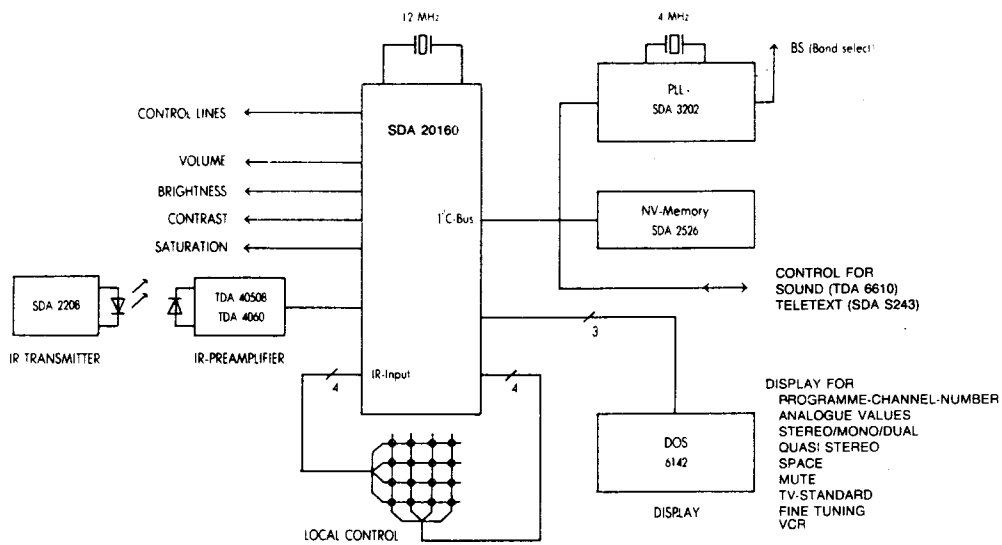 12 MHz
4 MHz
BS (Band select)
PLL -
SDA 3202
CONTROL LINES
SDA 20160
VOLUME
BRIGHTNESS
CONTRAST
SATURATION
I²C-Bus
NV-Memory
SDA 2526
CONTROL FOR
SOUND (TDA 6610)
TELETEXT (SDA S243)
SDA 2208
TDA 4050B
TDA 4060
IR TRANSMITTER
IR-PREAMPLIFIER
3
IR-Input
4
4
DISPLAY FOR
PROGRAMME-CHANNEL-NUMBER
ANALOGUE VALUES
STEREO/MONO/DUAL
QUASI STEREO
SPACE
MUTE
TV-STANDARD
FINE TUNING
VCR
DOS
6142
DISPLAY
LOCAL CONTROL